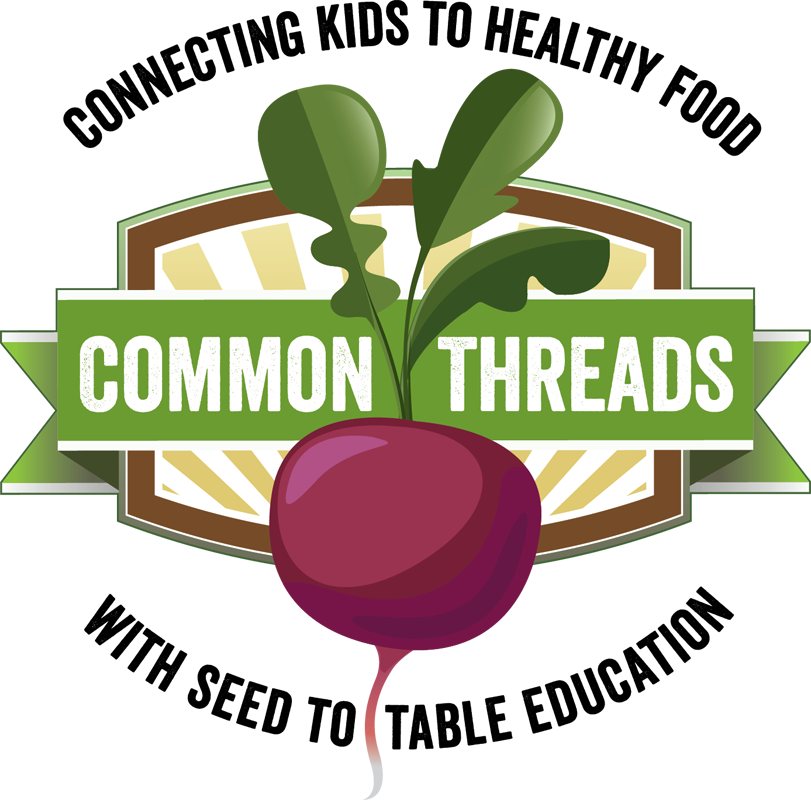 CONNECTING KIDS TO HEALTHY FOOD
COMMON THREADS
WITH SEED TO TABLE EDUCATION